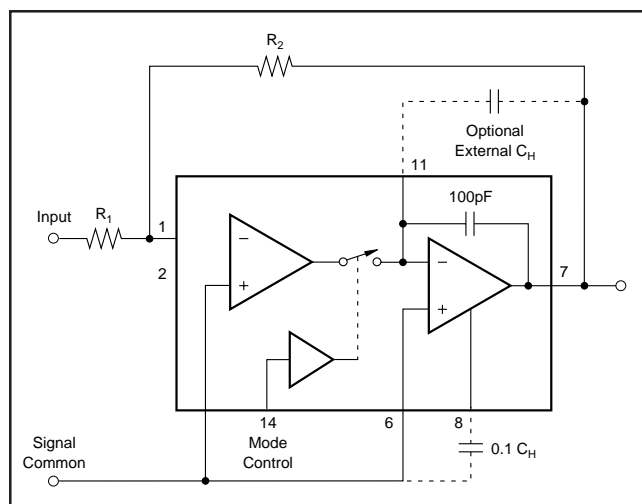 R2
Optional
External CH
11
100pF
Input
R1
1
−
−
7
2
+
+
14
6
8
Signal
Common
Mode
Control
0.1 CH